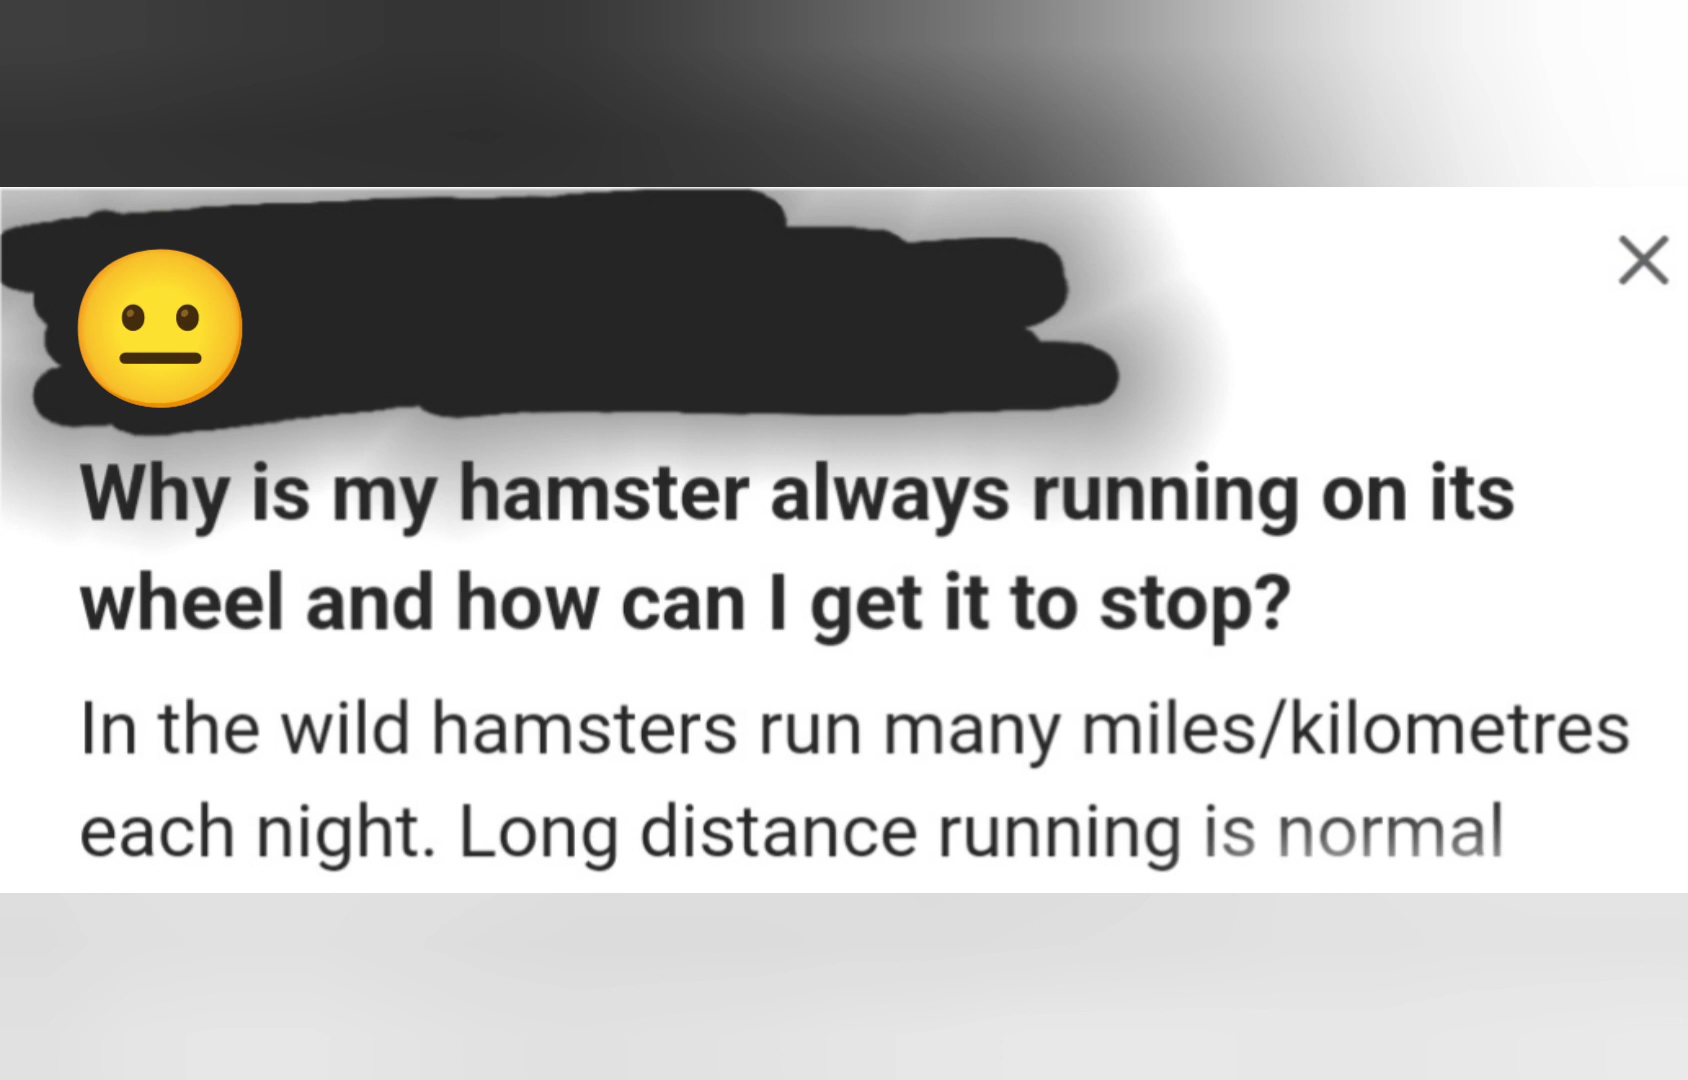 Why is my hamster always running on its
wheel and how can I get it to stop?
In the wild hamsters run many miles/kilometres
each night. Long distance running is normal